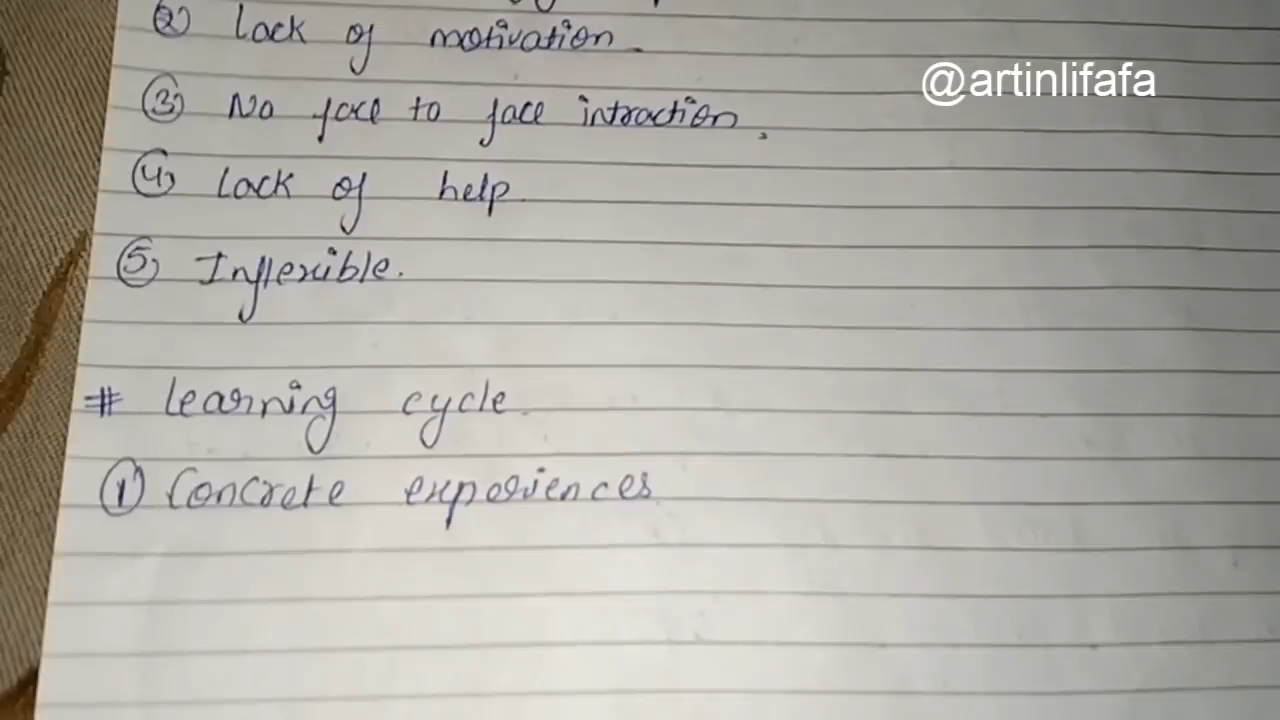 ② Lack of motivation.
@artinlifafa
③ No face to face intraction.
④ Lack of help.
⑤ Inflexible.
# Learning cycle.
① Concrete experiences